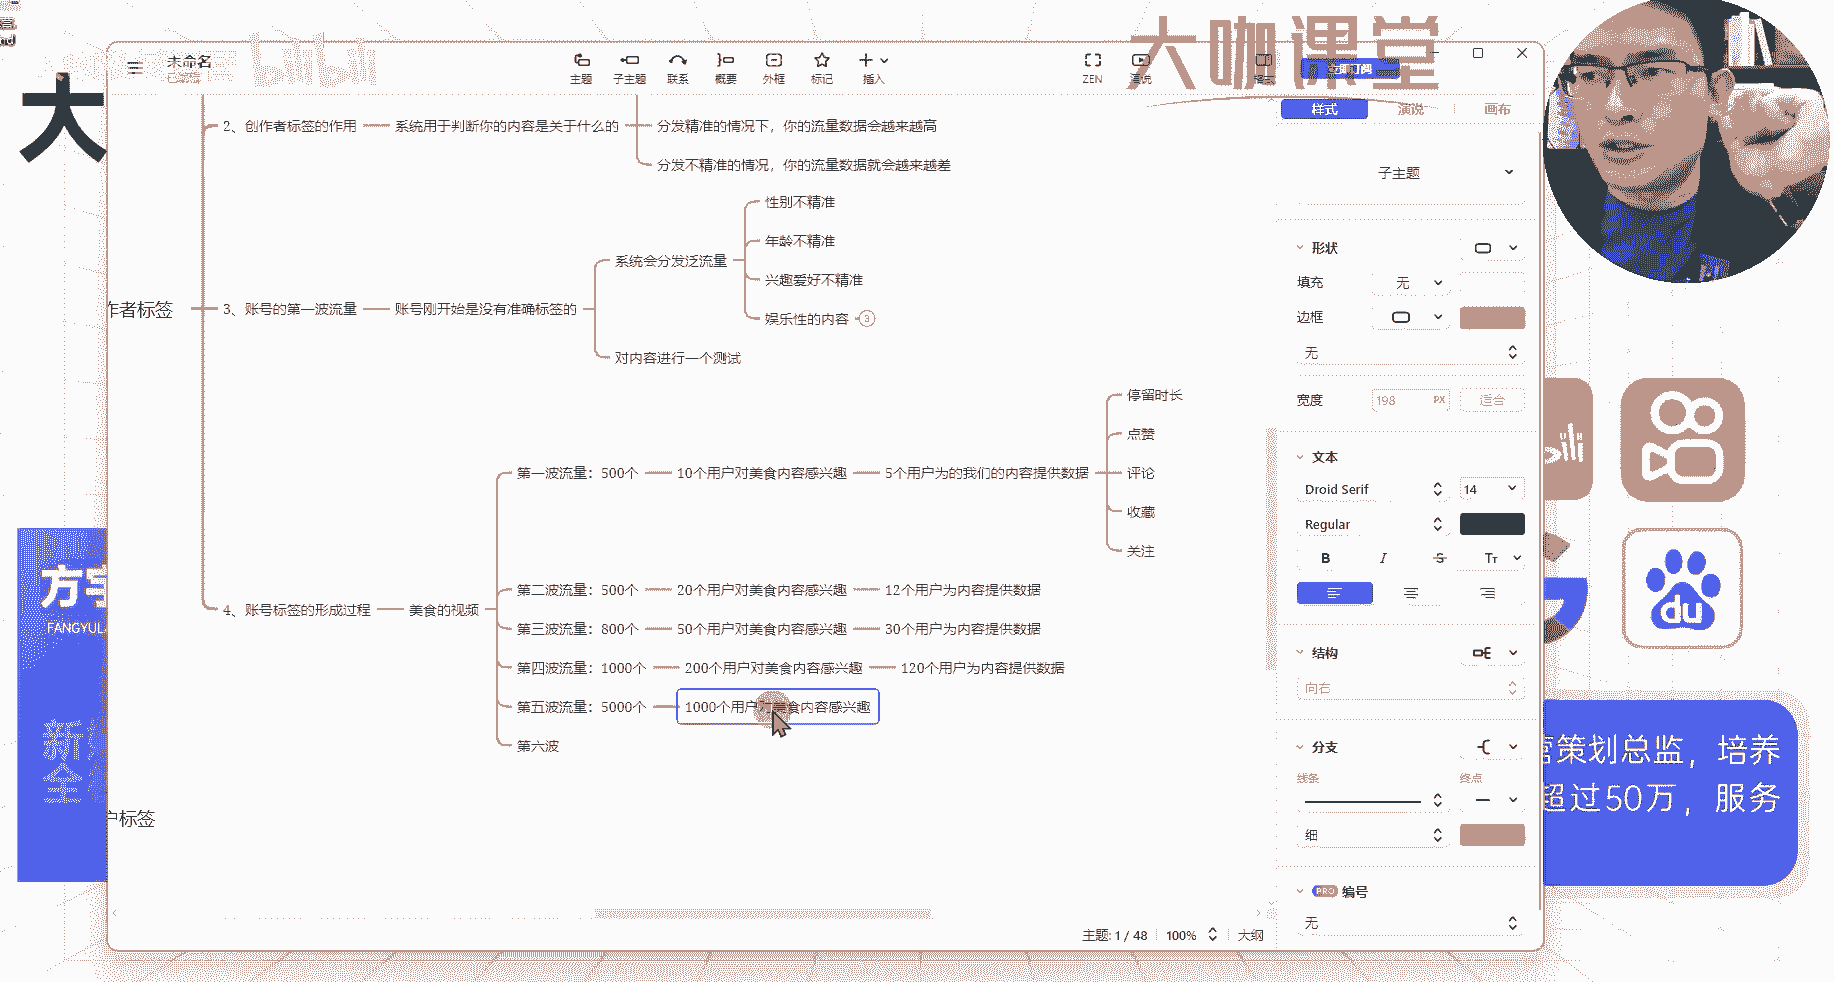 大咖课堂
bilibili
未命名
主题
子主题
联系
概要
外框
标记
插入
ZEN
演说
格式
样式
演说
画布
2、创作者标签的作用
系统用于判断你的内容是关于什么的
分发精准的情况下，你的流量数据会越来越高
分发不精准的情况，你的流量数据就会越来越差
作者标签
3、账号的第一波流量
账号刚开始是没有准确标签的
系统会分发泛流量
性别不精准
年龄不精准
兴趣爱好不精准
娱乐性的内容
3
对内容进行一个测试
4、账号标签的形成过程
美食的视频
第一波流量：500个
10个用户对美食内容感兴趣
5个用户为的我们的内容提供数据
停留时长
点赞
评论
收藏
关注
第二波流量：500个
20个用户对美食内容感兴趣
12个用户为内容提供数据
第三波流量：800个
50个用户对美食内容感兴趣
30个用户为内容提供数据
第四波流量：1000个
200个用户对美食内容感兴趣
120个用户为内容提供数据
第五波流量：5000个
1000个用户对美食内容感兴趣
第六波
户标签
子主题
形状
填充
无
边框
无
宽度
198
PX
适合
文本
Droid Serif
14
Regular
B
I
S
Tт
结构
向右
分支
线条
终点
细
PRO
编号
无
主题: 1 / 48
100%
大纲
大
方宇
FANGYUL
新
全
du
营策划总监，培养
超过50万，服务